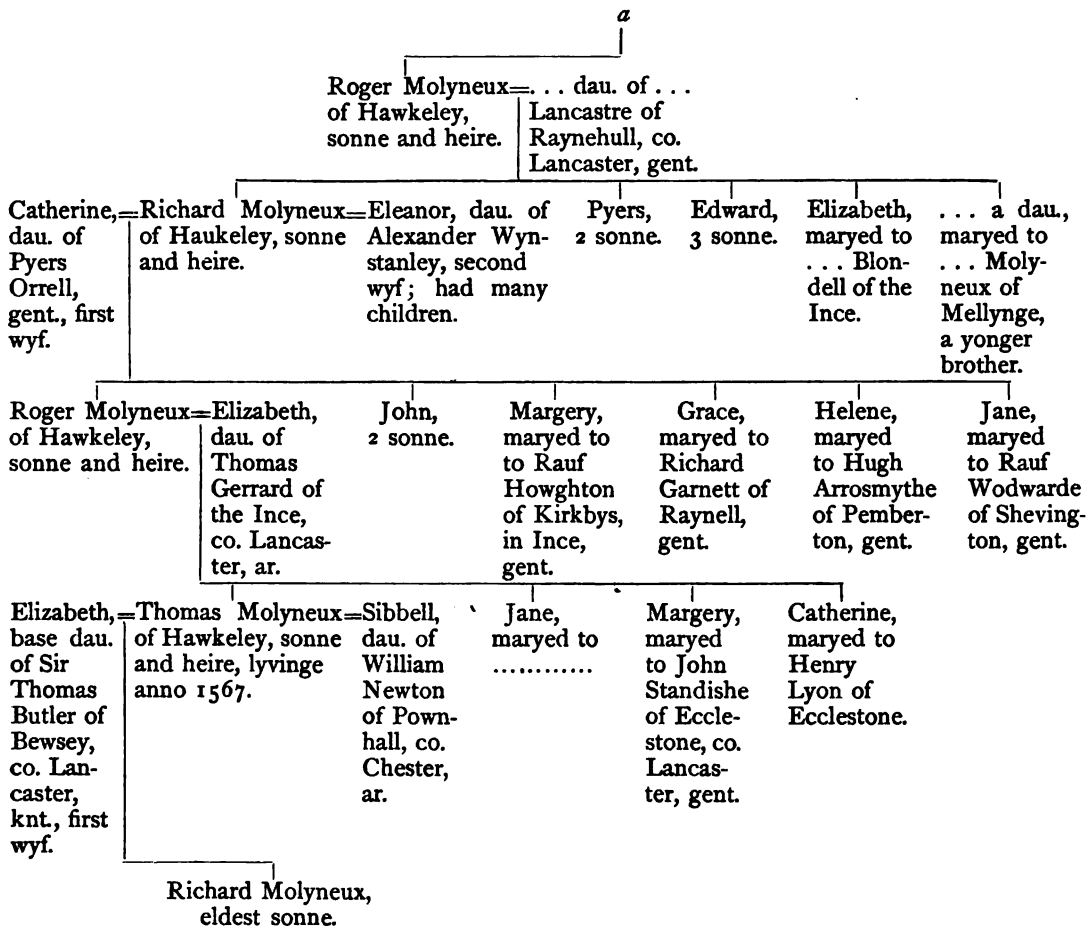 a
Roger Molyneux=. . . dau. of . . .
of Hawkeley,
sonne and heire.
Lancastre of
Raynehull, co.
Lancaster, gent.
Catherine,=
dau. of
Pyers
Orrell,
gent., first
wyf.
Richard Molyneux=
of Haukeley, sonne
and heire.
Eleanor, dau. of
Alexander Wyn-
stanley, second
wyf; had many
children.
Pyers,
2 sonne.
Edward,
3 sonne.
Elizabeth,
maryed to
. . . Blon-
dell of the
Ince.
. . . a dau.,
maryed to
. . . Moly-
neux of
Mellynge,
a yonger
brother.
Roger Molyneux=
of Hawkeley,
sonne and heire.
Elizabeth,
dau. of
Thomas
Gerrard of
the Ince,
co. Lancas-
ter, ar.
John,
2 sonne.
Margery,
maryed to
to Rauf
Howghton
of Kirkbys,
in Ince,
gent.
Grace,
maryed to
Richard
Garnett of
Raynell,
gent.
Helene,
maryed
to Hugh
Arrosmythe
of Pember-
ton, gent.
Jane,
maryed
to Rauf
Wodwarde
of Sheving-
ton, gent.
Elizabeth,=
base dau.
of Sir
Thomas
Butler of
Bewsey,
co. Lan-
caster,
knt., first
wyf.
Thomas Molyneux=
of Hawkeley, sonne
and heire, lyvinge
anno 1567.
Sibbell,
dau. of
William
Newton
of Pown-
hall, co.
Chester,
ar.
Jane,
maryed to
............
Margery,
maryed
to John
Standishe
of Eccle-
stone, co.
Lancas-
ter, gent.
Catherine,
maryed to
Henry
Lyon of
Ecclestone.
Richard Molyneux,
eldest sonne.